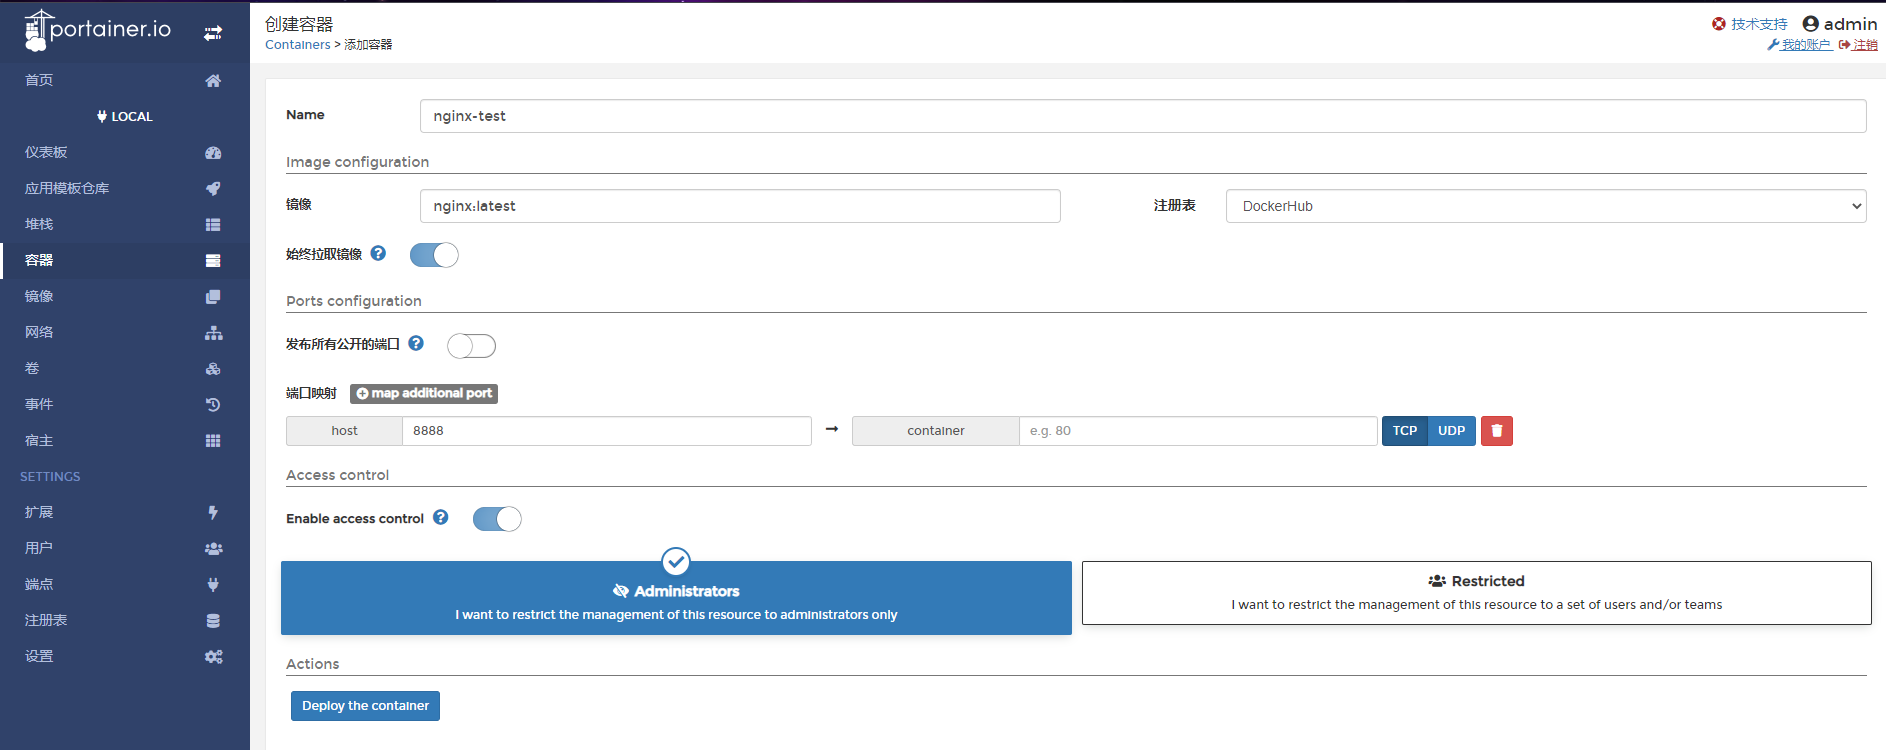 portainer.io
首页
LOCAL
仪表板
应用模板仓库
堆栈
容器
镜像
网络
卷
事件
宿主
SETTINGS
扩展
用户
端点
注册表
设置
创建容器
Containers > 添加容器
技术支持 admin
我的账户 注销
Name nginx-test
Image configuration
镜像 nginx:latest 注册表 DockerHub
始终拉取镜像
Ports configuration
发布所有公开的端口
端口映射 map additional port
host 8888 → container e.g. 80 TCP UDP
Access control
Enable access control
Administrators
I want to restrict the management of this resource to administrators only
Restricted
I want to restrict the management of this resource to a set of users and/or teams
Actions
Deploy the container